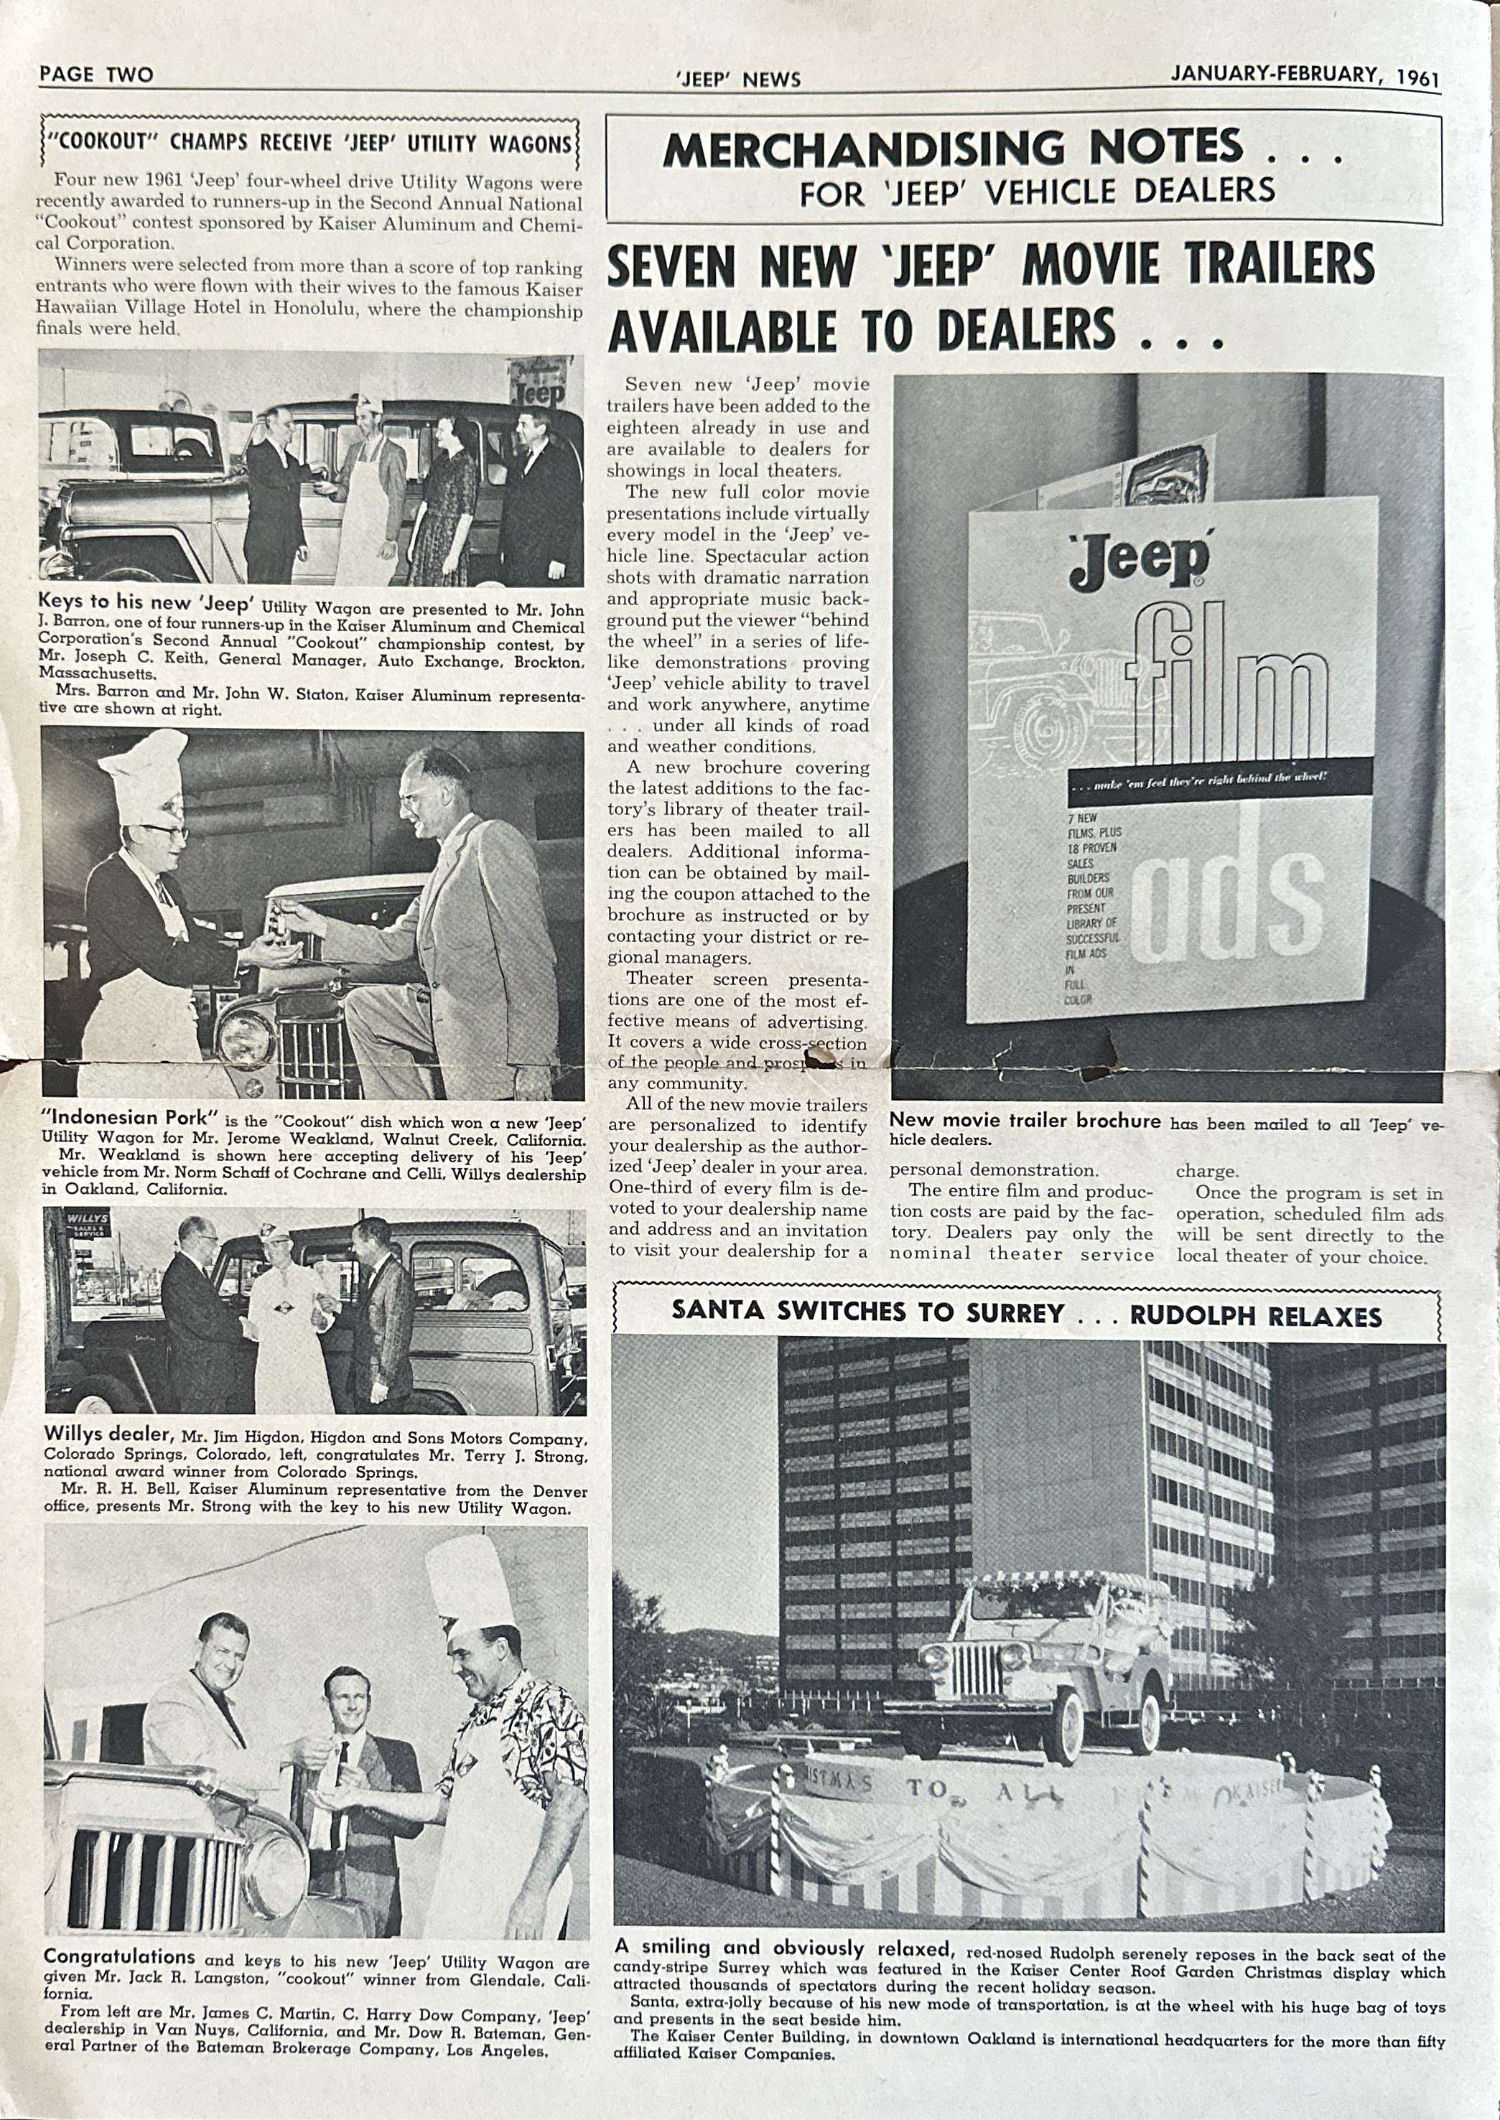 PAGE TWO
'JEEP' NEWS
JANUARY-FEBRUARY, 1961
"COOKOUT" CHAMPS RECEIVE 'JEEP' UTILITY WAGONS
Four new 1961 'Jeep' four-wheel drive Utility Wagons were
recently awarded to runners-up in the Second Annual National
"Cookout" contest sponsored by Kaiser Aluminum and Chemi-
cal Corporation.
Winners were selected from more than a score of top ranking
entrants who were flown with their wives to the famous Kaiser
Hawaiian Village Hotel in Honolulu, where the championship
finals were held.
Jeep
Keys to his new 'Jeep' Utility Wagon are presented to Mr. John
J. Barron, one of four runners-up in the Kaiser Aluminum and Chemical
Corporation's Second Annual "Cookout" championship contest, by
Mr. Joseph C. Keith, General Manager, Auto Exchange, Brockton,
Massachusetts.
Mrs. Barron and Mr. John W. Staton, Kaiser Aluminum representa-
tive are shown at right.
"Indonesian Pork" is the "Cookout" dish which won a new 'Jeep'
Utility Wagon for Mr. Jerome Weakland, Walnut Creek, California.
Mr. Weakland is shown here accepting delivery of his 'Jeep'
vehicle from Mr. Norm Schaff of Cochrane and Celli, Willys dealership
in Oakland, California.
WILLYS
SALES &
SERVICE
Willys dealer, Mr. Jim Higdon, Higdon and Sons Motors Company,
Colorado Springs, Colorado, left, congratulates Mr. Terry J. Strong,
national award winner from Colorado Springs.
Mr. R. H. Bell, Kaiser Aluminum representative from the Denver
office, presents Mr. Strong with the key to his new Utility Wagon.
Congratulations and keys to his new 'Jeep' Utility Wagon are
given Mr. Jack R. Langston, "cookout" winner from Glendale, Cali-
fornia.
From left are Mr. James C. Martin, C. Harry Dow Company, 'Jeep'
dealership in Van Nuys, California, and Mr. Dow R. Bateman, Gen-
eral Partner of the Bateman Brokerage Company, Los Angeles.
MERCHANDISING NOTES . . .
FOR 'JEEP' VEHICLE DEALERS
SEVEN NEW 'JEEP' MOVIE TRAILERS
AVAILABLE TO DEALERS . . .
Seven new 'Jeep' movie
trailers have been added to the
eighteen already in use and
are available to dealers for
showings in local theaters.
The new full color movie
presentations include virtually
every model in the 'Jeep' ve-
hicle line. Spectacular action
shots with dramatic narration
and appropriate music back-
ground put the viewer "behind
the wheel" in a series of life-
like demonstrations proving
'Jeep' vehicle ability to travel
and work anywhere, anytime
. . . under all kinds of road
and weather conditions.
A new brochure covering
the latest additions to the fac-
tory's library of theater trail-
ers has been mailed to all
dealers. Additional informa-
tion can be obtained by mail-
ing the coupon attached to the
brochure as instructed or by
contacting your district or re-
gional managers.
Theater screen presenta-
tions are one of the most ef-
fective means of advertising.
It covers a wide cross-section
of the people and in
any community.
All of the new movie trailers
are personalized to identify
your dealership as the author-
ized 'Jeep' dealer in your area.
One-third of every film is de-
voted to your dealership name
and address and an invitation
to visit your dealership for a
'Jeep'
film
. . . make 'em feel they're right behind the wheel!
7 NEW
FILMS, PLUS
18 PROVEN
SALES
BUILDERS
FROM OUR
PRESENT
LIBRARY OF
SUCCESSFUL
FILM ADS
IN
FULL
COLOR
ads
New movie trailer brochure has been mailed to all 'Jeep' ve-
hicle dealers.
personal demonstration.
The entire film and produc-
tion costs are paid by the fac-
tory. Dealers pay only the
nominal theater service
charge.
Once the program is set in
operation, scheduled film ads
will be sent directly to the
local theater of your choice.
SANTA SWITCHES TO SURREY . . . RUDOLPH RELAXES
TO ALL
A smiling and obviously relaxed, red-nosed Rudolph serenely reposes in the back seat of the
candy-stripe Surrey which was featured in the Kaiser Center Roof Garden Christmas display which
attracted thousands of spectators during the recent holiday season.
Santa, extra-jolly because of his new mode of transportation, is at the wheel with his huge bag of toys
and presents in the seat beside him.
The Kaiser Center Building, in downtown Oakland is international headquarters for the more than fifty
affiliated Kaiser Companies.